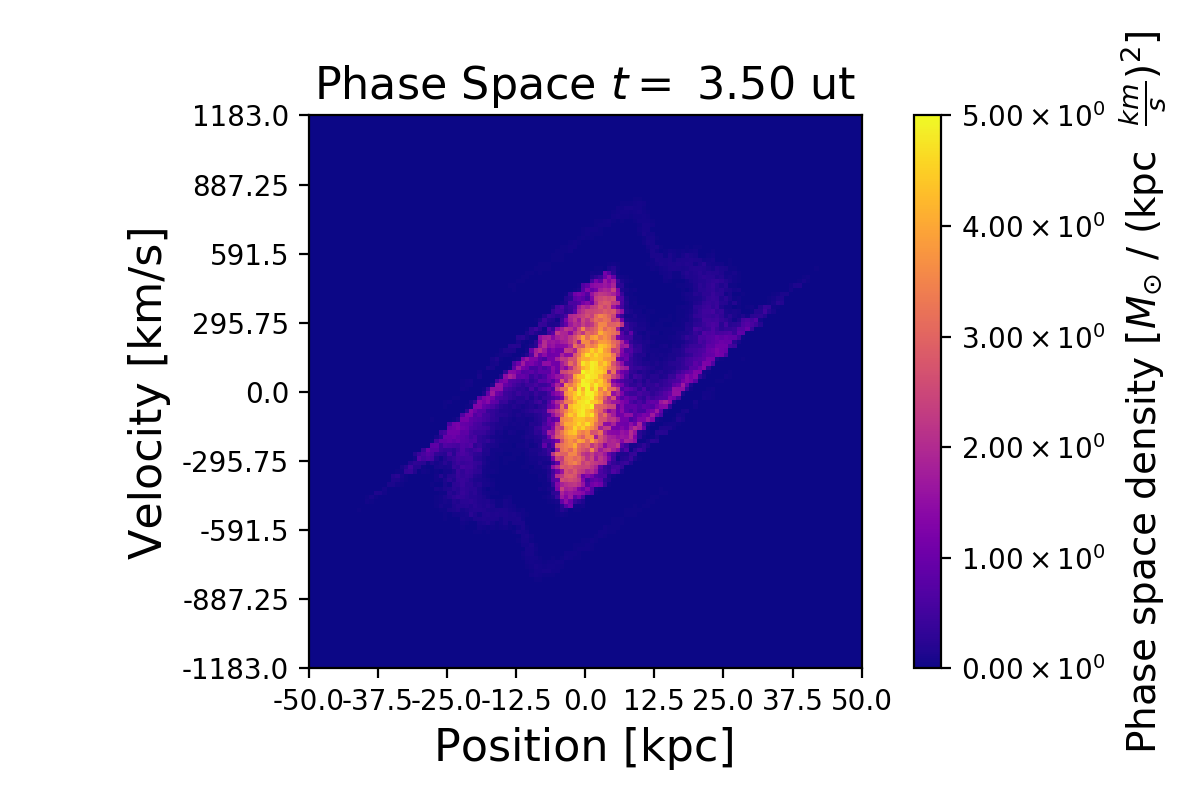 Phase Space t = 3.50 ut
1183.0
887.25
591.5
295.75
0.0
-295.75
-591.5
-887.25
-1183.0
Velocity [km/s]
-50.0 -37.5 -25.0 -12.5 0.0 12.5 25.0 37.5 50.0
Position [kpc]
5.00 × 10⁰
4.00 × 10⁰
3.00 × 10⁰
2.00 × 10⁰
1.00 × 10⁰
0.00 × 10⁰
Phase space density [M⊙ / (kpc km/s)²]